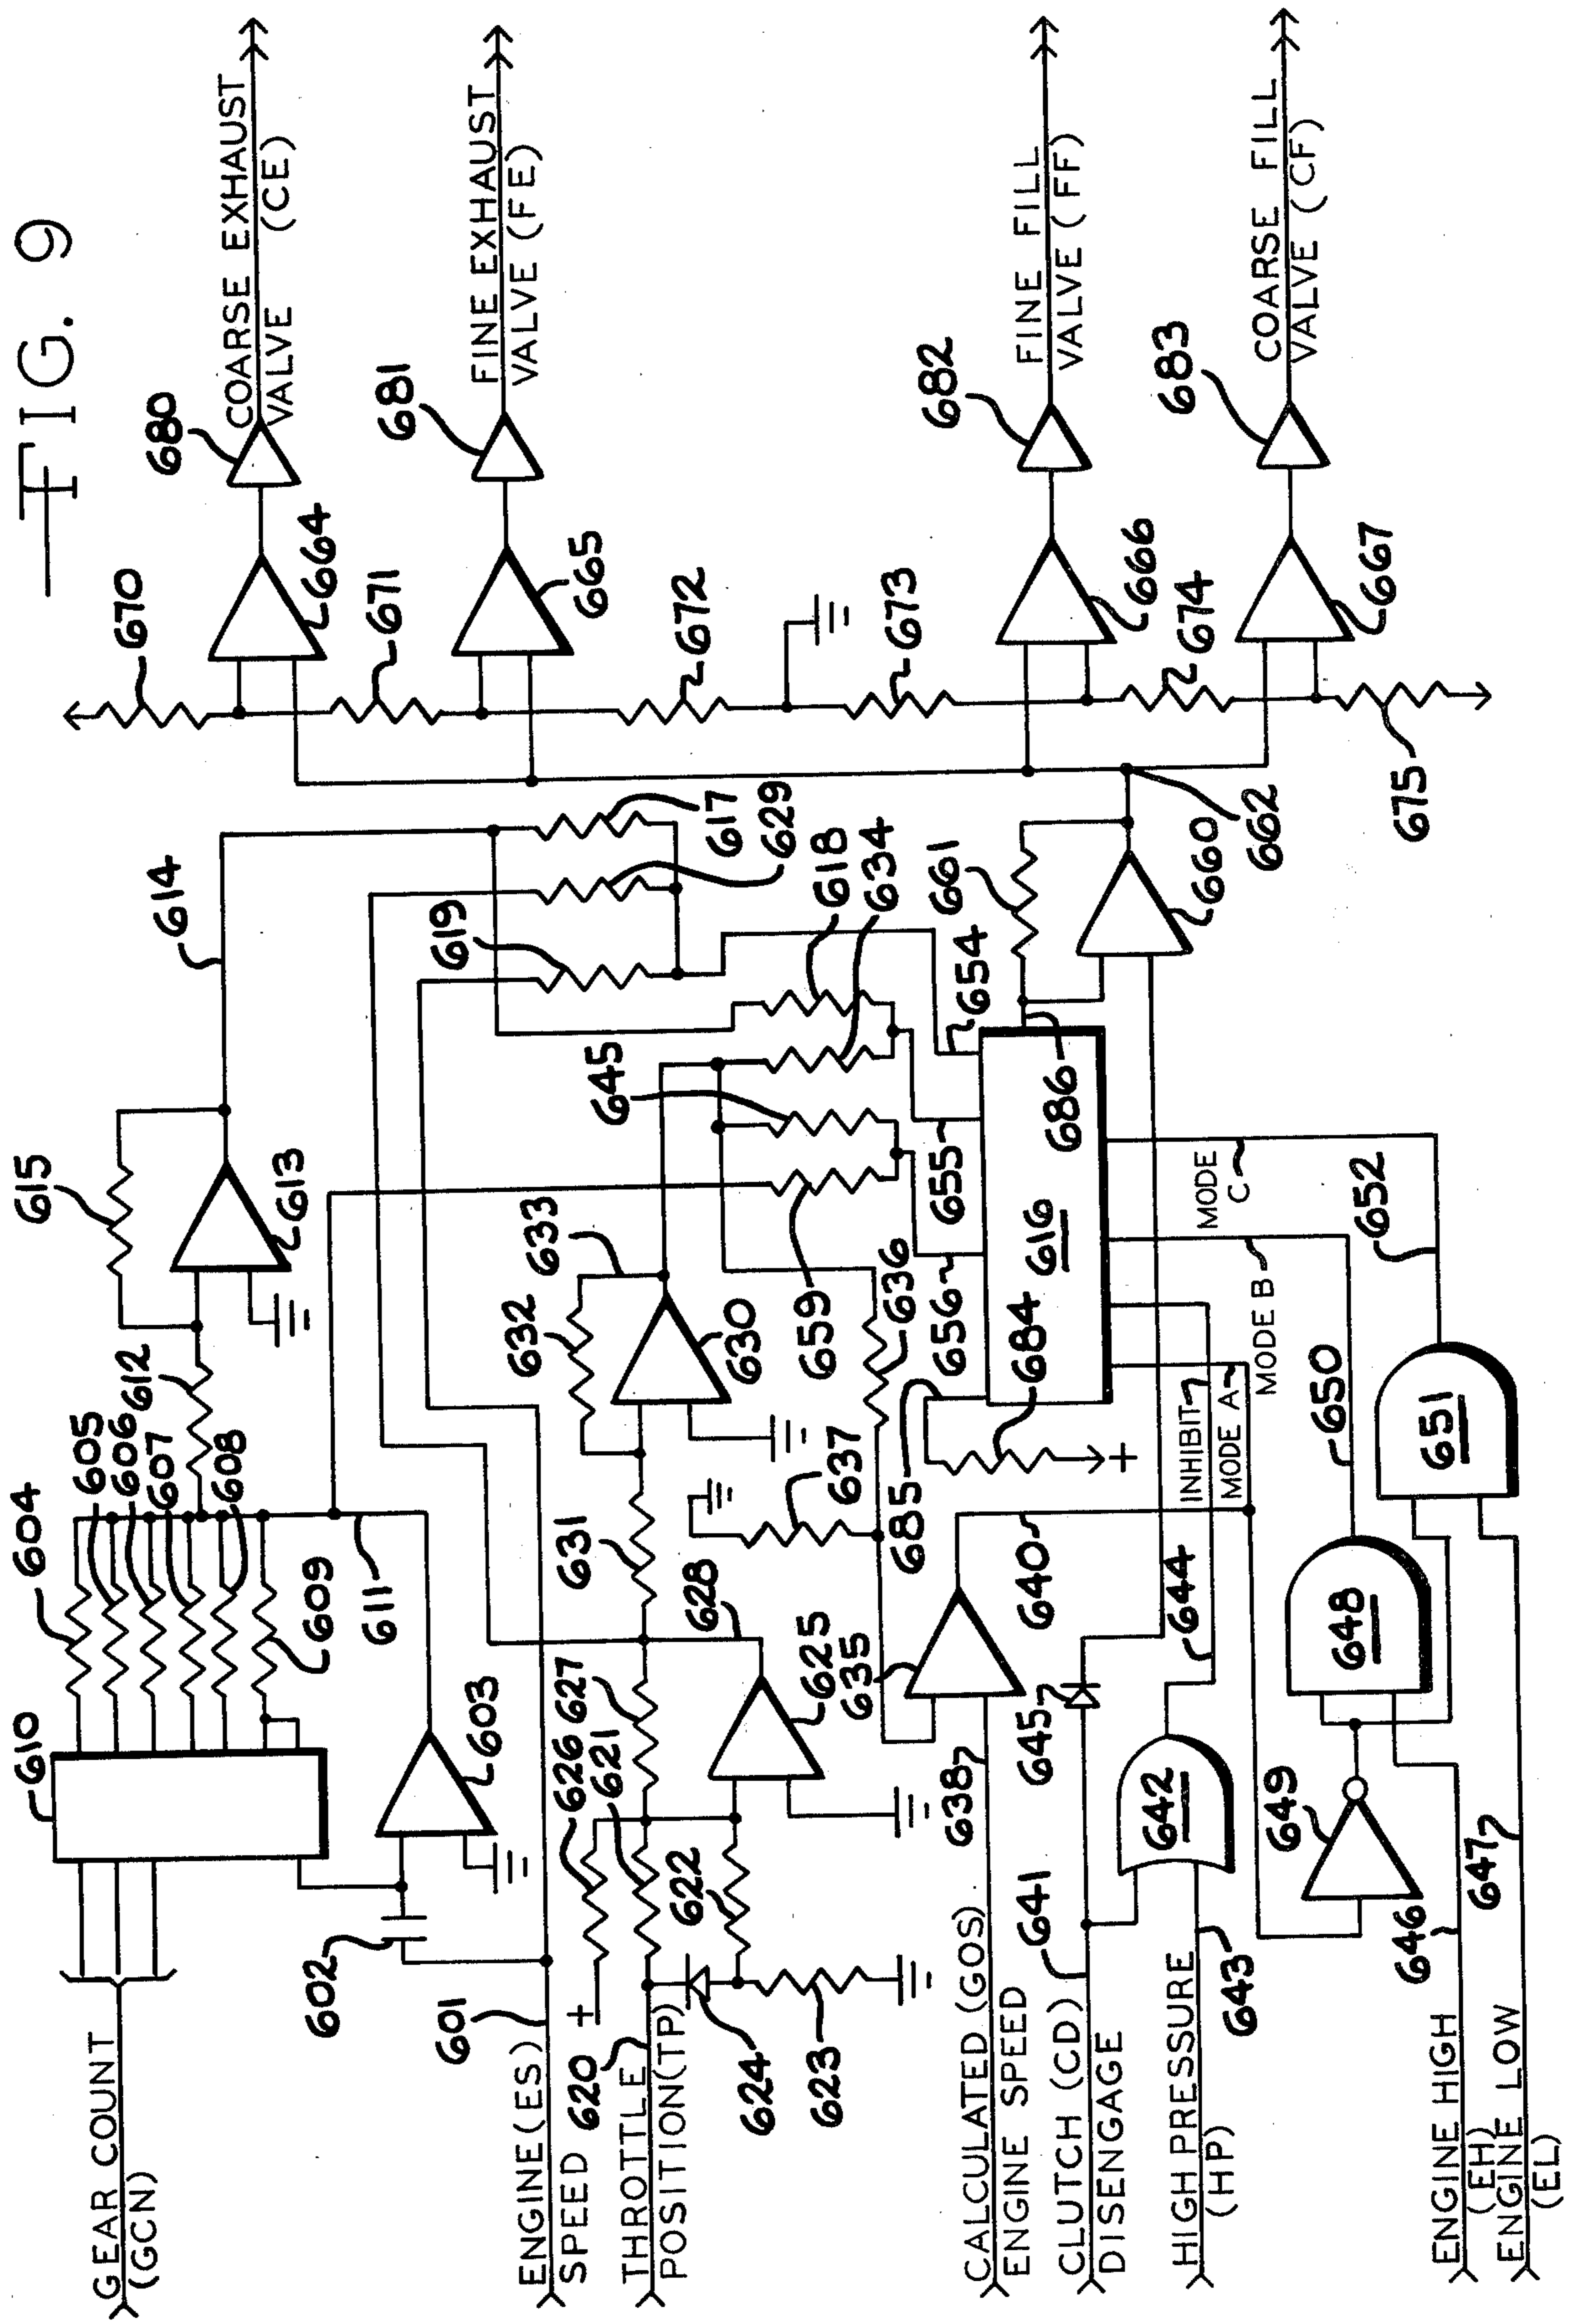 FIG. 9
GEAR COUNT
(GCN)
610
604
605
606
607
608
609
611
612
615
613
614
602
603
601
ENGINE(ES)
SPEED
620
THROTTLE
POSITION(TP)
+
626
627
621
622
624
623
625
628
631
632
633
630
619
617
629
618
634
645
659
636
637
635
638
640
CALCULATED (GOS)
ENGINE SPEED
641
CLUTCH (CD)
DISENGAGE
645
642
644
HIGH PRESSURE
(HP)
643
INHIBIT
MODE A
MODE B
MODE
C
685
684
616
686
654
655
656
+
649
646
648
650
647
651
652
ENGINE HIGH
(EH)
ENGINE LOW
(EL)
661
660
662
670
671
672
673
674
675
664
665
666
667
680
681
682
683
COARSE EXHAUST
VALVE (CE)
FINE EXHAUST
VALVE (FE)
FINE FILL
VALVE (FF)
COARSE FILL
VALVE (CF)